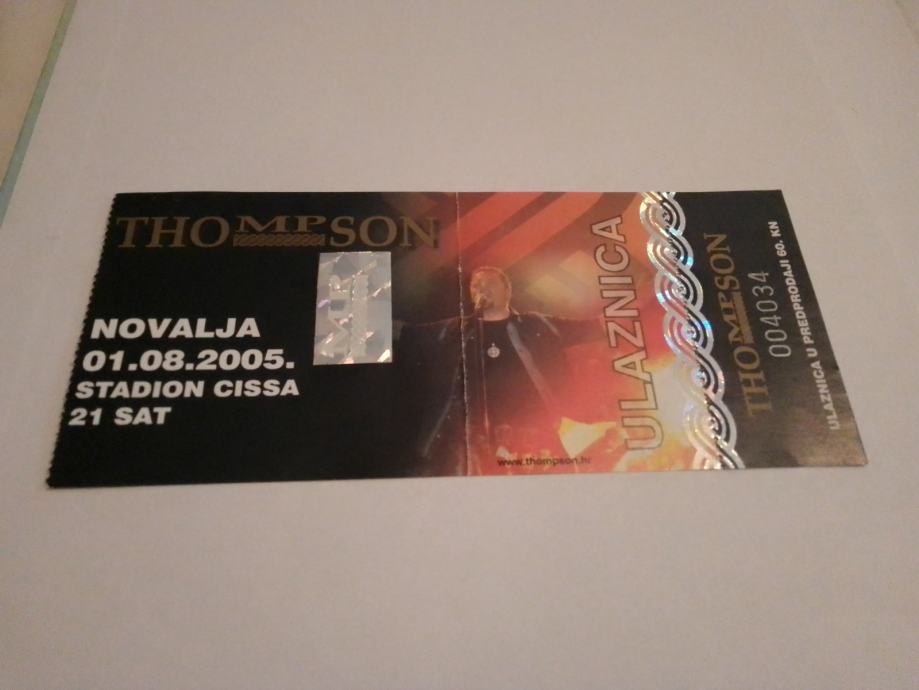 THOMPSON
NOVALJA
01.08.2005.
STADION CISSA
21 SAT
www.thompson.hr
ULAZNICA
THOMPSON
004034
ULAZNICA U PREDPRODAJI 60. KN